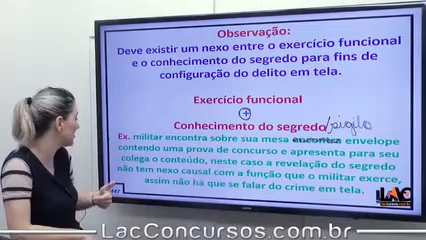 Observação:
Deve existir um nexo entre o exercício funcional
e o conhecimento do segredo para fins de
configuração do delito em tela.
Exercício funcional
+
Conhecimento do segredo/sigilo
Ex. militar encontra sobre sua mesa encontra envelope
contendo uma prova de concurso e apresenta para seu
colega o conteúdo, neste caso a revelação do segredo
não tem nexo causal com a função que o militar exerce,
assim não há que se falar do crime em tela.
LAC
LacConcursos.com.br